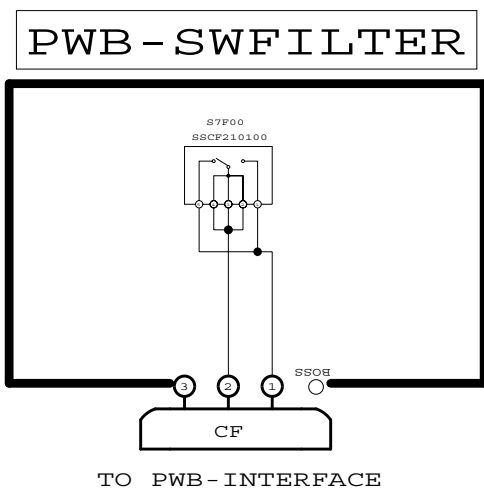 PWB-SWFILTER
S7F00
SSCF210100
3 2 1
BOSS
CF
TO PWB-INTERFACE